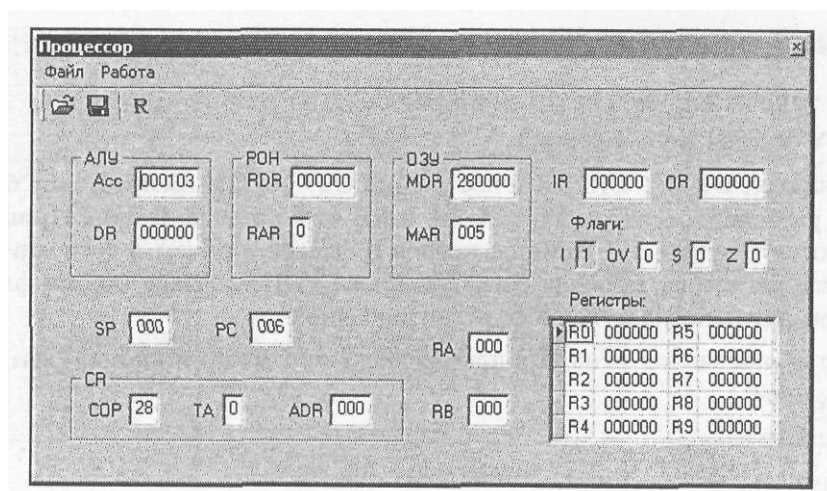 Процессор
Файл Работа
R
АЛУ
Acc 000103
DR 000000
РОН
RDR 000000
RAR 0
ОЗУ
MDR 280000
MAR 005
IR 000000 OR 000000
Флаги:
I 1 OV 0 S 0 Z 0
SP 000 PC 006
RA 000
RB 000
CR
COP 28 TA 0 ADR 000
Регистры:
R0 000000 R5 000000
R1 000000 R6 000000
R2 000000 R7 000000
R3 000000 R8 000000
R4 000000 R9 000000